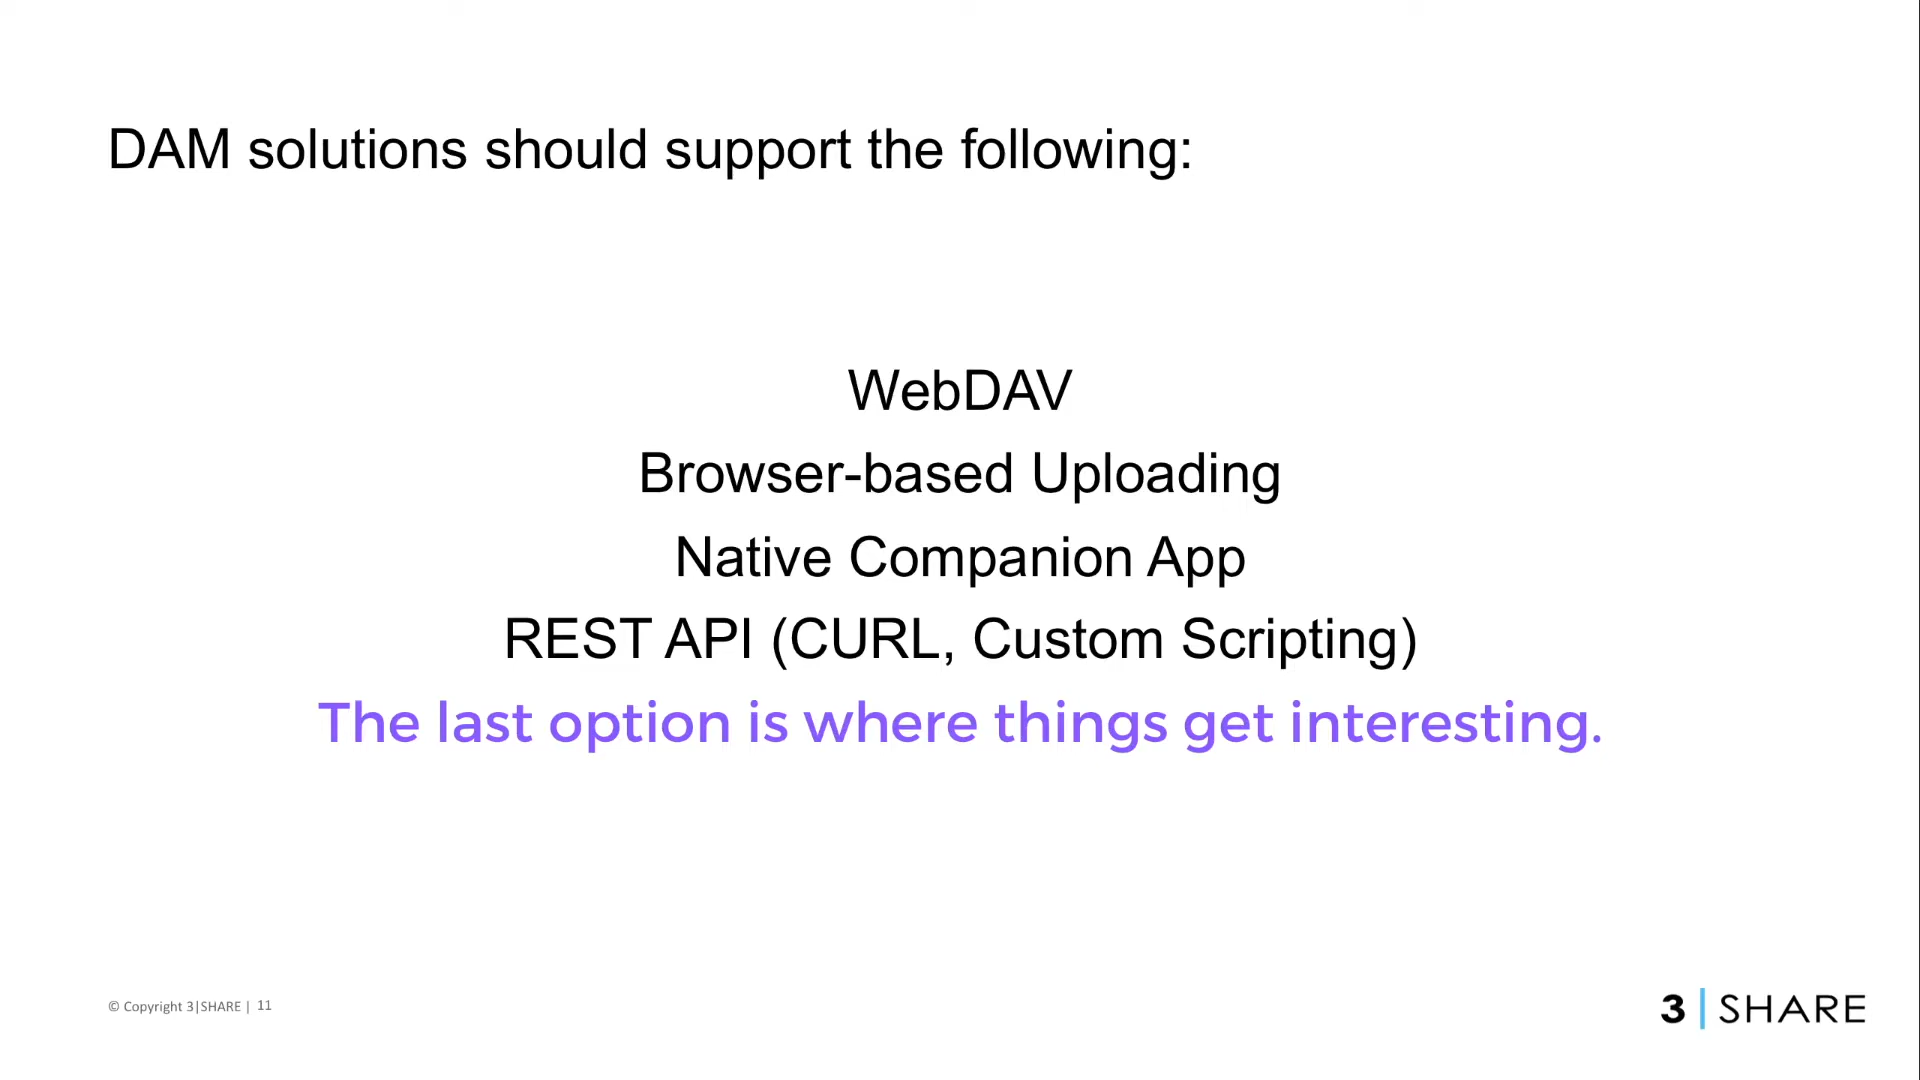 DAM solutions should support the following:
WebDAV
Browser-based Uploading
Native Companion App
REST API (CURL, Custom Scripting)
The last option is where things get interesting.
© Copyright 3|SHARE | 11
3 | SHARE